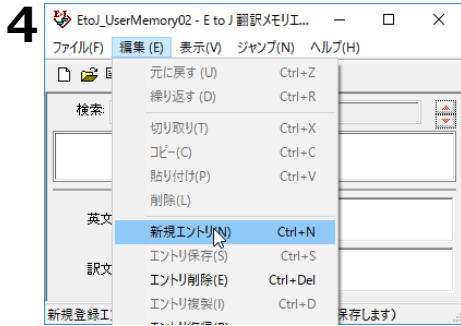 4
EtoJ_UserMemory02 - E to J 翻訳メモリエ...
ファイル(F) 編集(E) 表示(V) ジャンプ(N) ヘルプ(H)
元に戻す(U) Ctrl+Z
繰り返す(D) Ctrl+R
検索:
切り取り(T) Ctrl+X
コピー(C) Ctrl+C
貼り付け(P) Ctrl+V
削除(L)
英文
新規エントリ(N) Ctrl+N
エントリ保存(S) Ctrl+S
訳文
エントリ削除(E) Ctrl+Del
エントリ複製(I) Ctrl+D
新規登録エ
保存します)